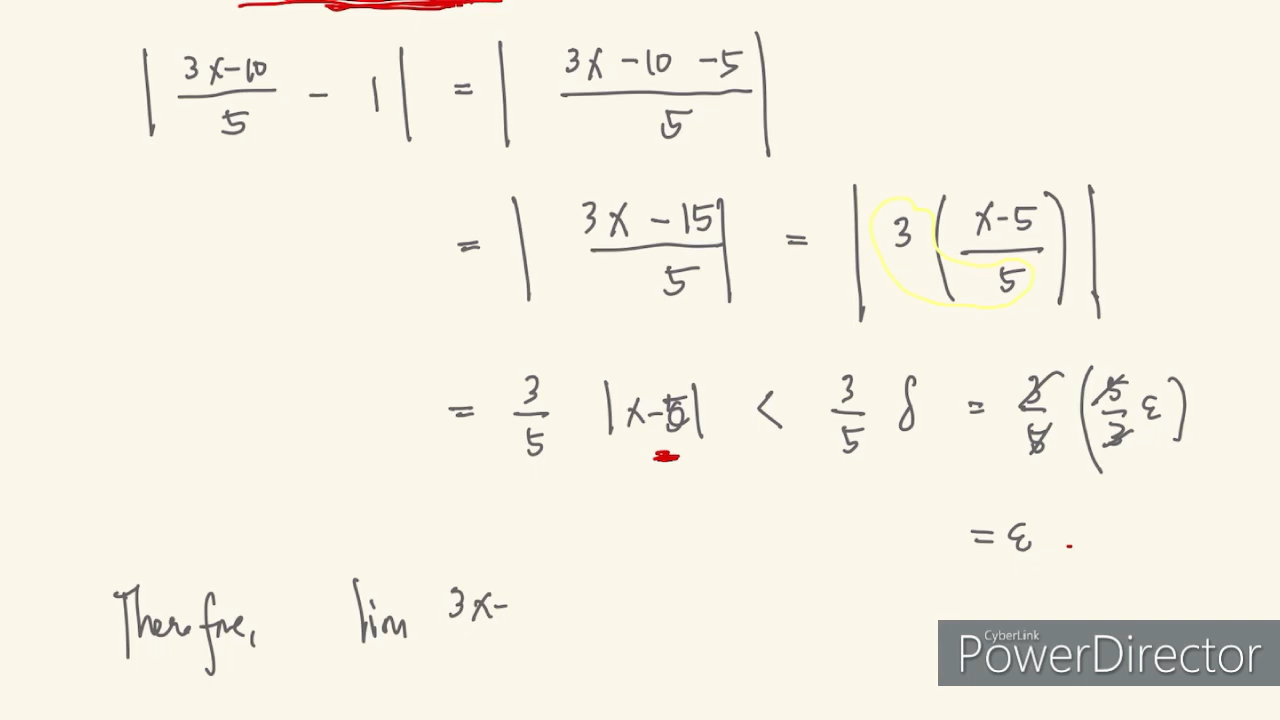 | (3x-10)/5 - 1 | = | (3x -10 -5)/5 |
= | (3x -15)/5 | = | 3 ( (x-5)/5 ) |
= 3/5 |x-5| < 3/5 δ = 3/5 ( 5/3 ε )
= ε .
Therefore, lim 3x-
CyberLink
PowerDirector